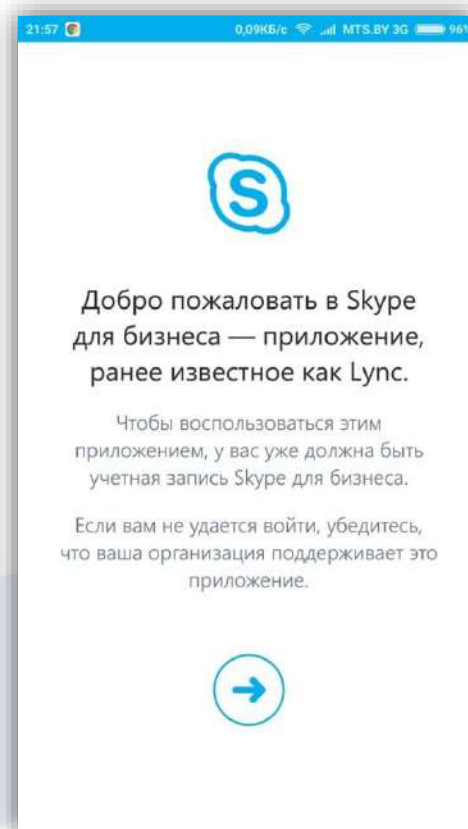 21:57 0,09КБ/с MTS.BY 3G 96%
S
Добро пожаловать в Skype
для бизнеса — приложение,
ранее известное как Lync.
Чтобы воспользоваться этим
приложением, у вас уже должна быть
учетная запись Skype для бизнеса.
Если вам не удается войти, убедитесь,
что ваша организация поддерживает это
приложение.